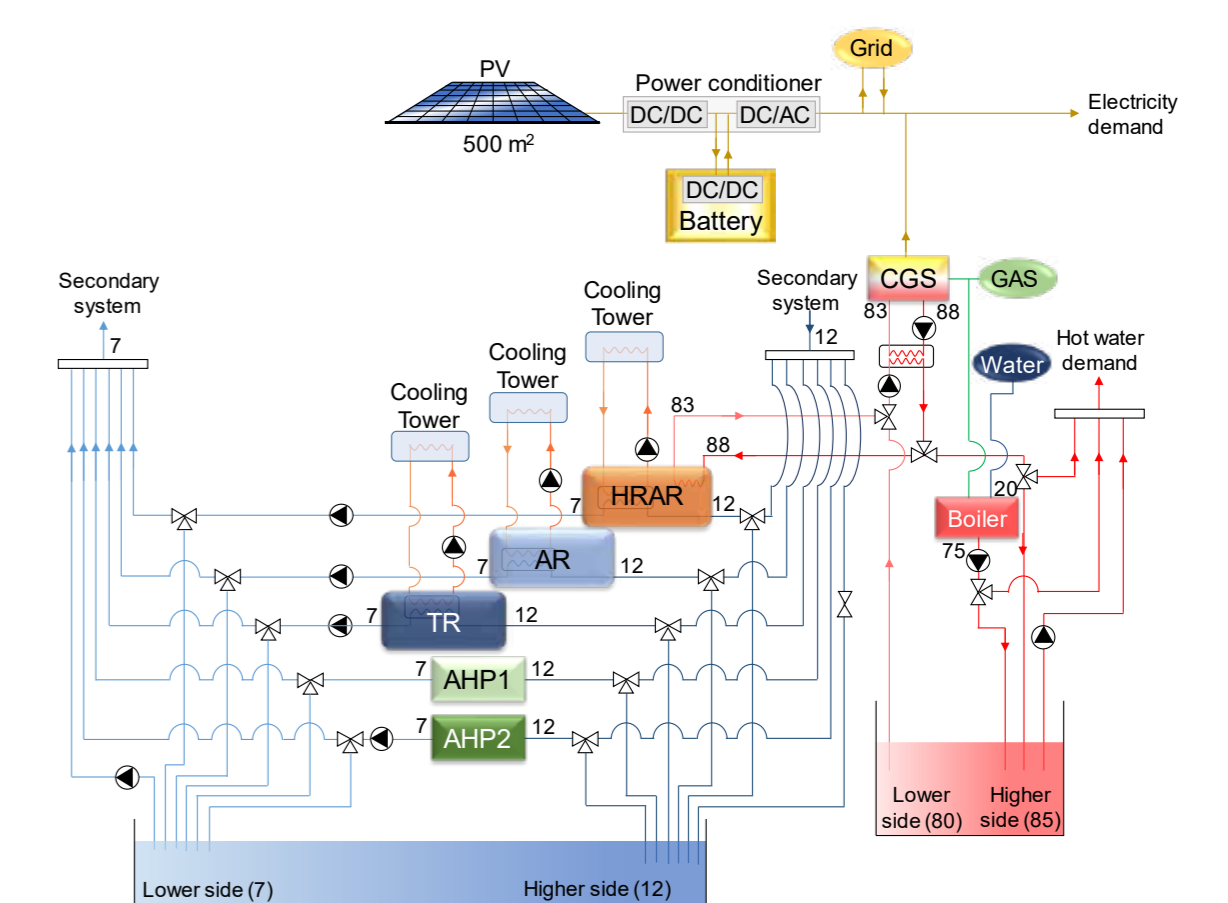 Grid
PV
Power conditioner
DC/DC
DC/AC
Electricity
demand
500 m²
DC/DC
Battery
Secondary
system
7
Cooling
Tower
Cooling
Tower
Cooling
Tower
Secondary
system
12
CGS
GAS
83
88
Water
Hot water
demand
83
88
HRAR
7
12
20
Boiler
75
AR
7
12
TR
7
12
7
AHP1
12
7
AHP2
12
Lower
side (80)
Higher
side (85)
Lower side (7)
Higher side (12)